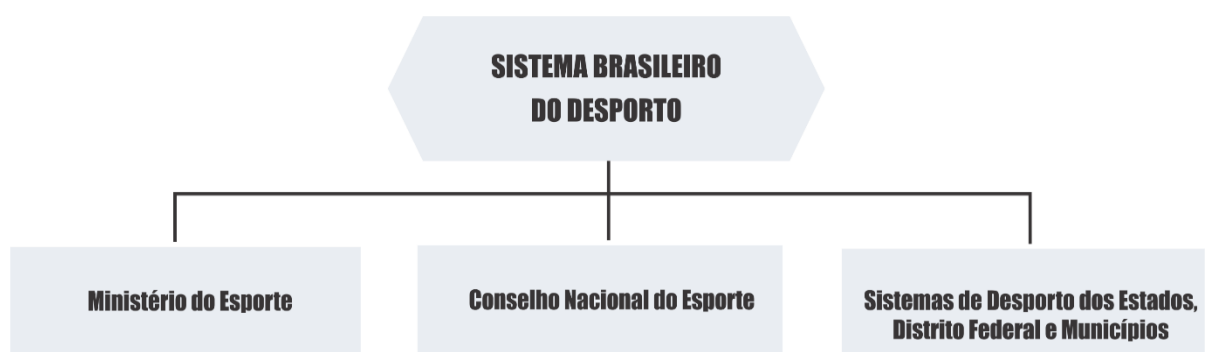 SISTEMA BRASILEIRO
DO DESPORTO
Ministério do Esporte
Conselho Nacional do Esporte
Sistemas de Desporto dos Estados,
Distrito Federal e Municípios